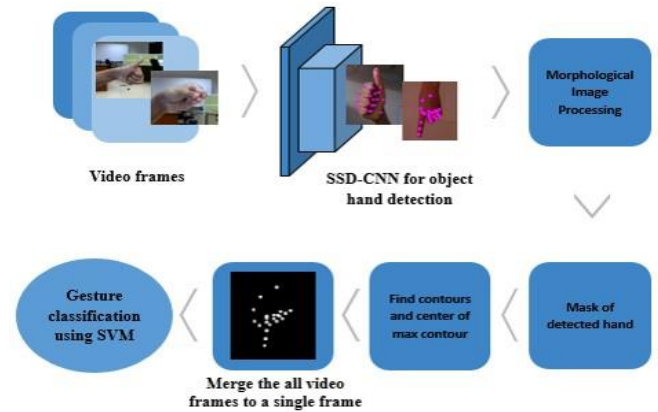 Video frames
SSD-CNN for object
hand detection
Morphological
Image
Processing
Mask of
detected hand
Find contours
and center of
max contour
Merge the all video
frames to a single frame
Gesture
classification
using SVM